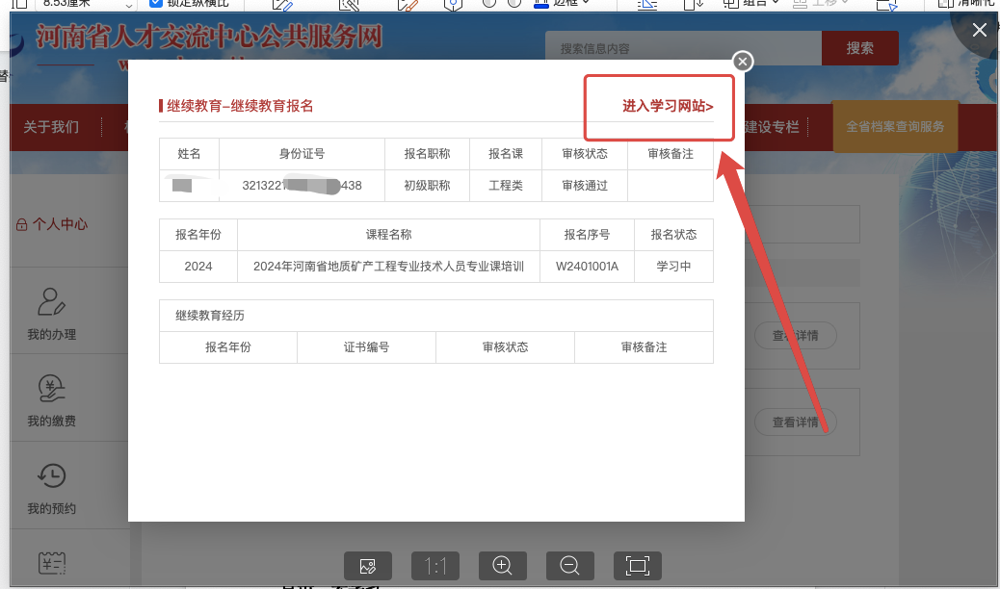 8.53厘米
锁定纵横比
边框
组合
上移
清晰化
河南省人才交流中心公共服务网
搜索信息内容
搜索
替
关于我们
建设专栏
全省档案查询服务
继续教育-继续教育报名
进入学习网站>
姓名 身份证号 报名职称 报名课 审核状态 审核备注
3213221 438 初级职称 工程类 审核通过
报名年份 课程名称 报名序号 报名状态
2024 2024年河南省地质矿产工程专业技术人员专业课培训 W2401001A 学习中
继续教育经历
报名年份 证书编号 审核状态 审核备注
个人中心
我的办理
查看详情
我的缴费
查看详情
我的预约
1:1